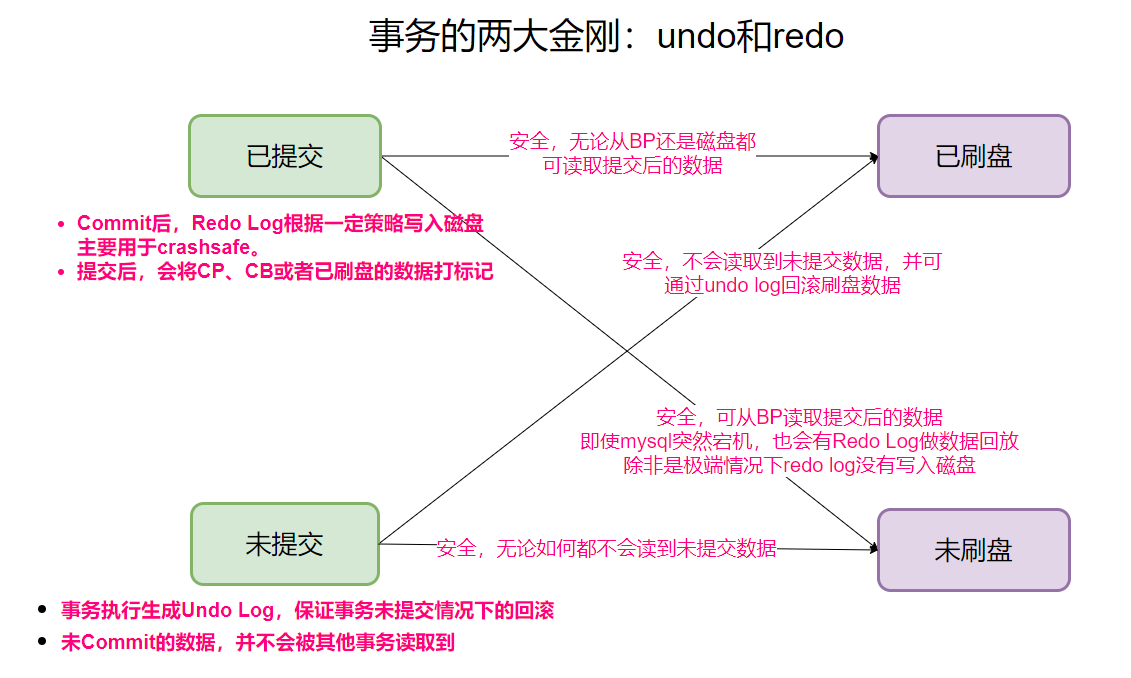 事务的两大金刚：undo和redo
已提交
安全，无论从BP还是磁盘都
可读取提交后的数据
已刷盘
Commit后，Redo Log根据一定策略写入磁盘
主要用于crashsafe。
提交后，会将CP、CB或者已刷盘的数据打标记
安全，不会读取到未提交数据，并可
通过undo log回滚刷盘数据
安全，可从BP读取提交后的数据
即使mysql突然宕机，也会有Redo Log做数据回放
除非是极端情况下redo log没有写入磁盘
未提交
安全，无论如何都不会读到未提交数据
未刷盘
事务执行生成Undo Log，保证事务未提交情况下的回滚
未Commit的数据，并不会被其他事务读取到